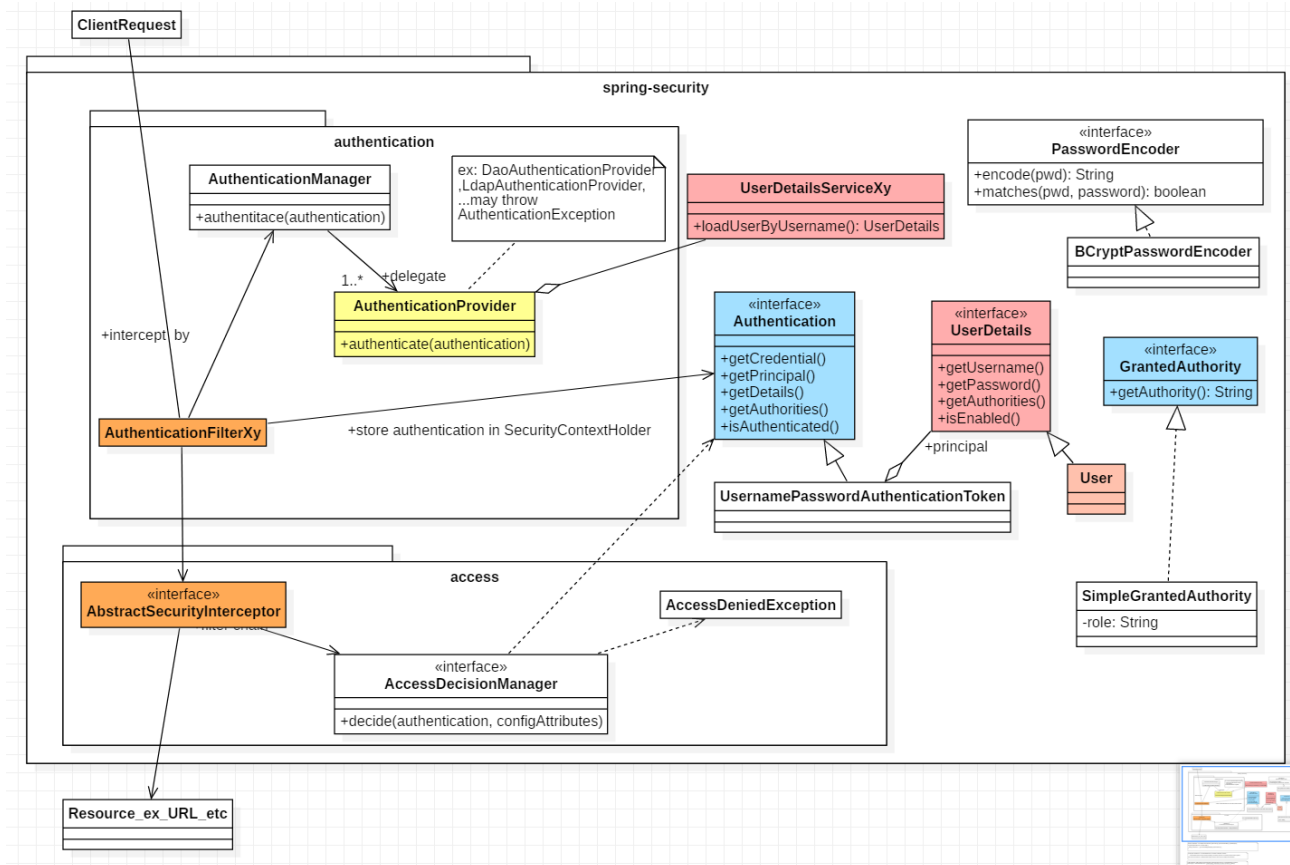 ClientRequest
spring-security
authentication
AuthenticationManager
+authentitace(authentication)
ex: DaoAuthenticationProvider
,LdapAuthenticationProvider,
...may throw
AuthenticationException
UserDetailsServiceXy
+loadUserByUsername(): UserDetails
«interface»
PasswordEncoder
+encode(pwd): String
+matches(pwd, password): boolean
BCryptPasswordEncoder
1..*
+delegate
AuthenticationProvider
+authenticate(authentication)
+intercept_by
«interface»
Authentication
+getCredential()
+getPrincipal()
+getDetails()
+getAuthorities()
+isAuthenticated()
«interface»
UserDetails
+getUsername()
+getPassword()
+getAuthorities()
+isEnabled()
«interface»
GrantedAuthority
+getAuthority(): String
AuthenticationFilterXy
+store authentication in SecurityContextHolder
+principal
User
UsernamePasswordAuthenticationToken
access
«interface»
AbstractSecurityInterceptor
AccessDeniedException
SimpleGrantedAuthority
-role: String
«interface»
AccessDecisionManager
+decide(authentication, configAttributes)
Resource_ex_URL_etc